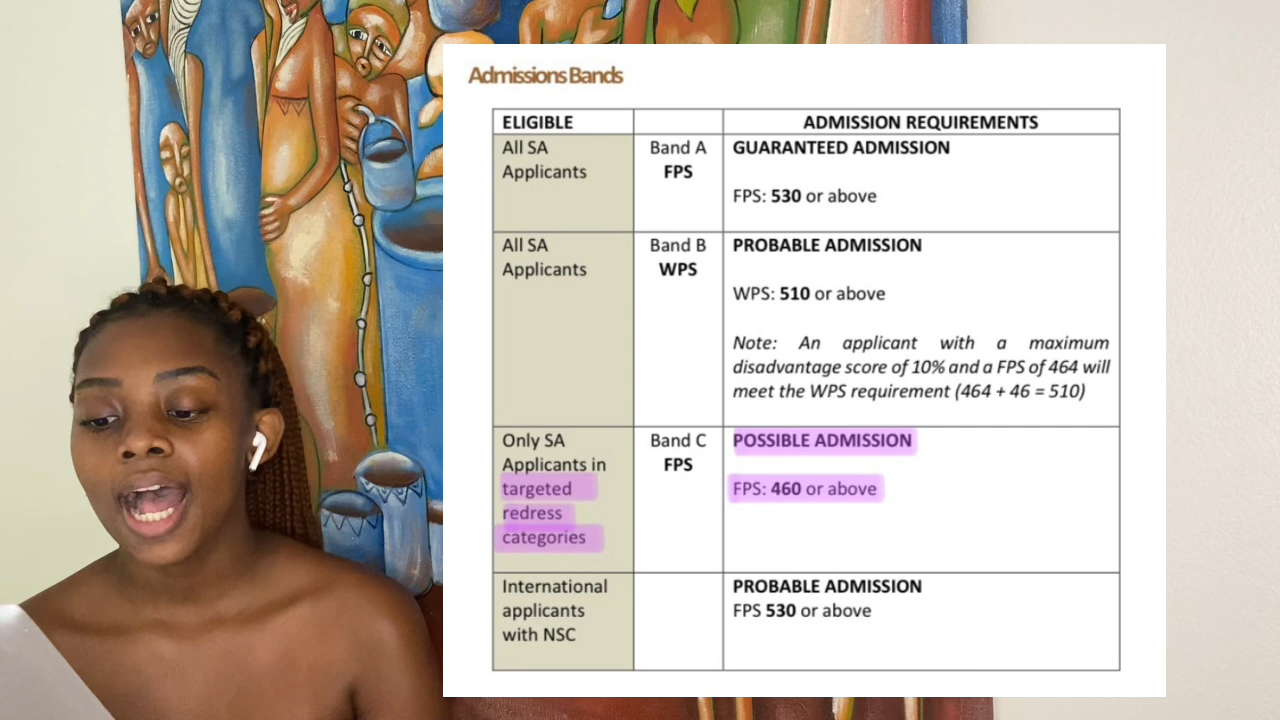 Admissions Bands
ELIGIBLE ADMISSION REQUIREMENTS
All SA
Applicants
Band A
FPS
GUARANTEED ADMISSION
FPS: 530 or above
All SA
Applicants
Band B
WPS
PROBABLE ADMISSION
WPS: 510 or above
Note: An applicant with a maximum
disadvantage score of 10% and a FPS of 464 will
meet the WPS requirement (464 + 46 = 510)
Only SA
Applicants in
targeted
redress
categories
Band C
FPS
POSSIBLE ADMISSION
FPS: 460 or above
International
applicants
with NSC
PROBABLE ADMISSION
FPS 530 or above